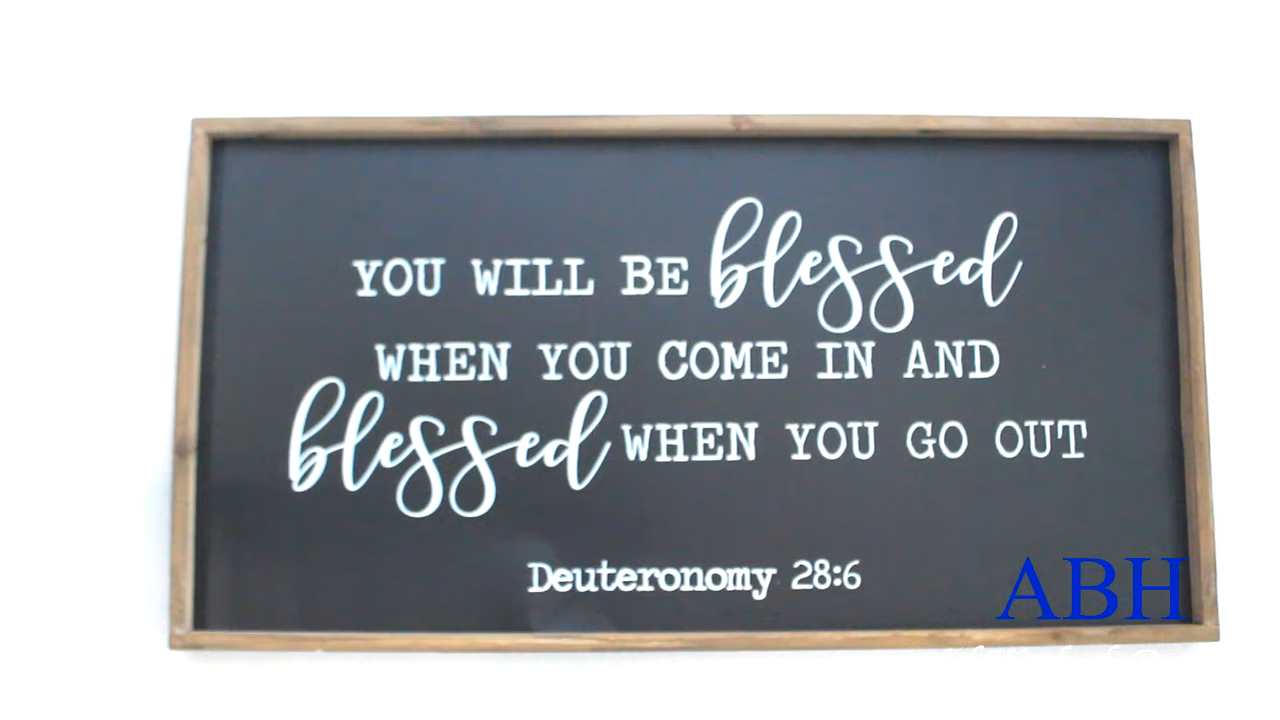 YOU WILL BE blessed
WHEN YOU COME IN AND
blessed WHEN YOU GO OUT
Deuteronomy 28:6
ABH